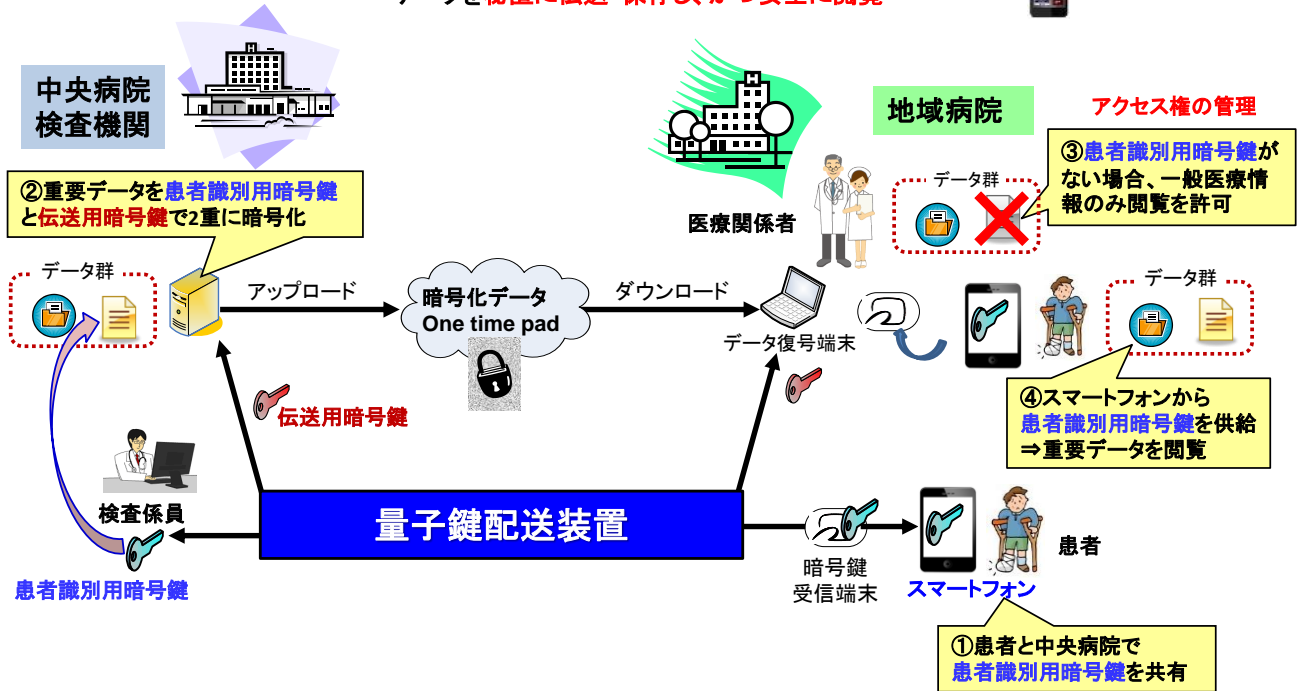 中央病院
検査機関
地域病院
アクセス権の管理
③患者識別用暗号鍵が
ない場合、一般医療情
報のみ閲覧を許可
②重要データを患者識別用暗号鍵
と伝送用暗号鍵で2重に暗号化
データ群
医療関係者
データ群
アップロード
暗号化データ
One time pad
ダウンロード
データ復号端末
データ群
伝送用暗号鍵
④スマートフォンから
患者識別用暗号鍵を供給
⇒重要データを閲覧
検査係員
量子鍵配送装置
患者識別用暗号鍵
暗号鍵
受信端末
スマートフォン
患者
①患者と中央病院で
患者識別用暗号鍵を共有